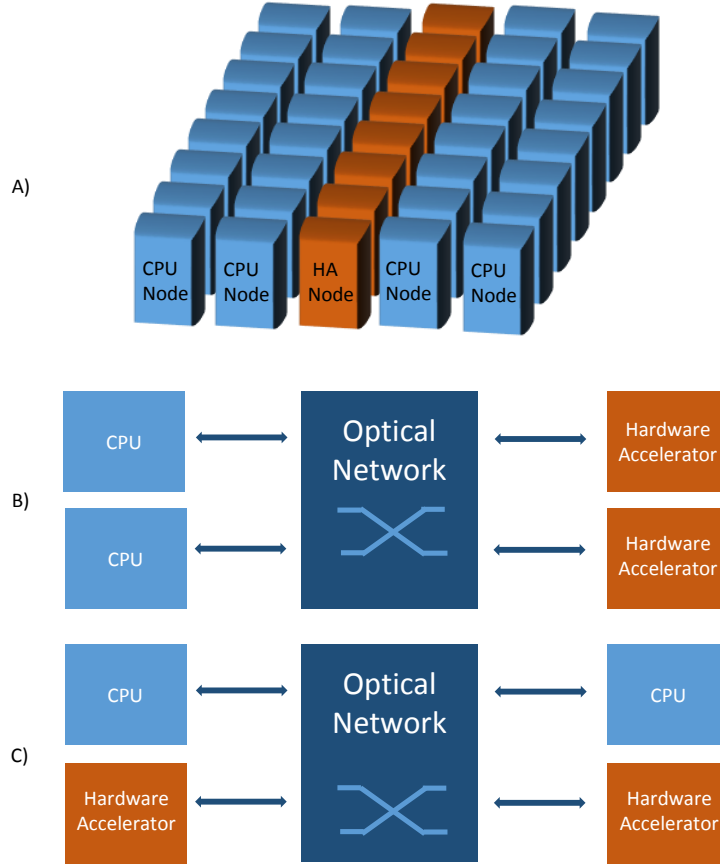 A)
CPU
Node
CPU
Node
HA
Node
CPU
Node
CPU
Node
B)
CPU
CPU
Optical
Network
Hardware
Accelerator
Hardware
Accelerator
C)
CPU
Hardware
Accelerator
Optical
Network
CPU
Hardware
Accelerator